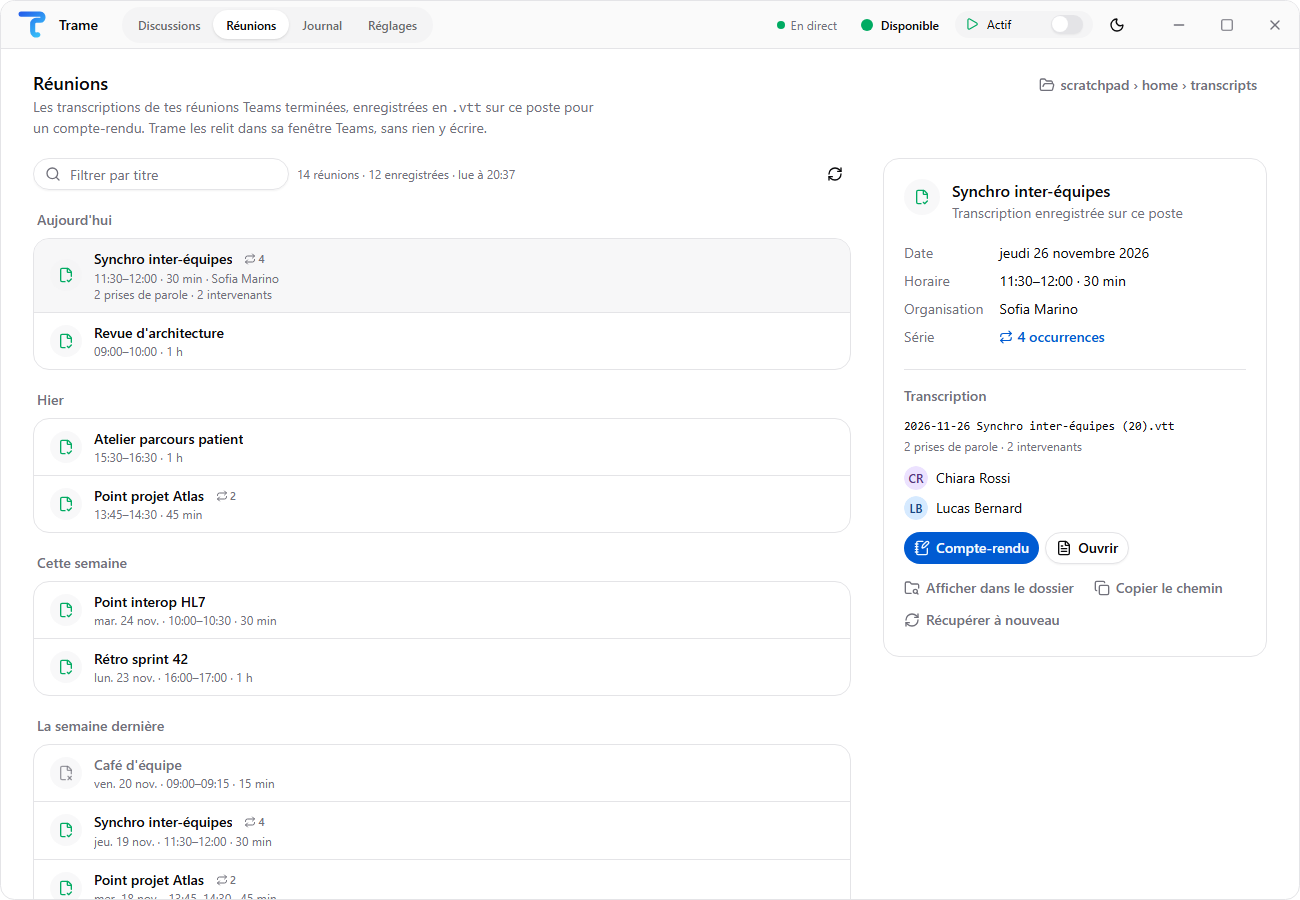 Trame
Discussions
Réunions
Journal
Réglages
En direct
Disponible
Actif
Réunions
Les transcriptions de tes réunions Teams terminées, enregistrées en .vtt sur ce poste pour
un compte-rendu. Trame les relit dans sa fenêtre Teams, sans rien y écrire.
scratchpad › home › transcripts
Filtrer par titre
14 réunions · 12 enregistrées · lue à 20:37
Aujourd'hui
Synchro inter-équipes 4
11:30–12:00 · 30 min · Sofia Marino
2 prises de parole · 2 intervenants
Revue d'architecture
09:00–10:00 · 1 h
Hier
Atelier parcours patient
15:30–16:30 · 1 h
Point projet Atlas 2
13:45–14:30 · 45 min
Cette semaine
Point interop HL7
mar. 24 nov. · 10:00–10:30 · 30 min
Rétro sprint 42
lun. 23 nov. · 16:00–17:00 · 1 h
La semaine dernière
Café d'équipe
ven. 20 nov. · 09:00–09:15 · 15 min
Synchro inter-équipes 4
jeu. 19 nov. · 11:30–12:00 · 30 min
Point projet Atlas 2
mer. 18 nov. · 13:45–14:30 · 45 min
Synchro inter-équipes
Transcription enregistrée sur ce poste
Date jeudi 26 novembre 2026
Horaire 11:30–12:00 · 30 min
Organisation Sofia Marino
Série 4 occurrences
Transcription
2026-11-26 Synchro inter-équipes (20).vtt
2 prises de parole · 2 intervenants
CR Chiara Rossi
LB Lucas Bernard
Compte-rendu
Ouvrir
Afficher dans le dossier
Copier le chemin
Récupérer à nouveau